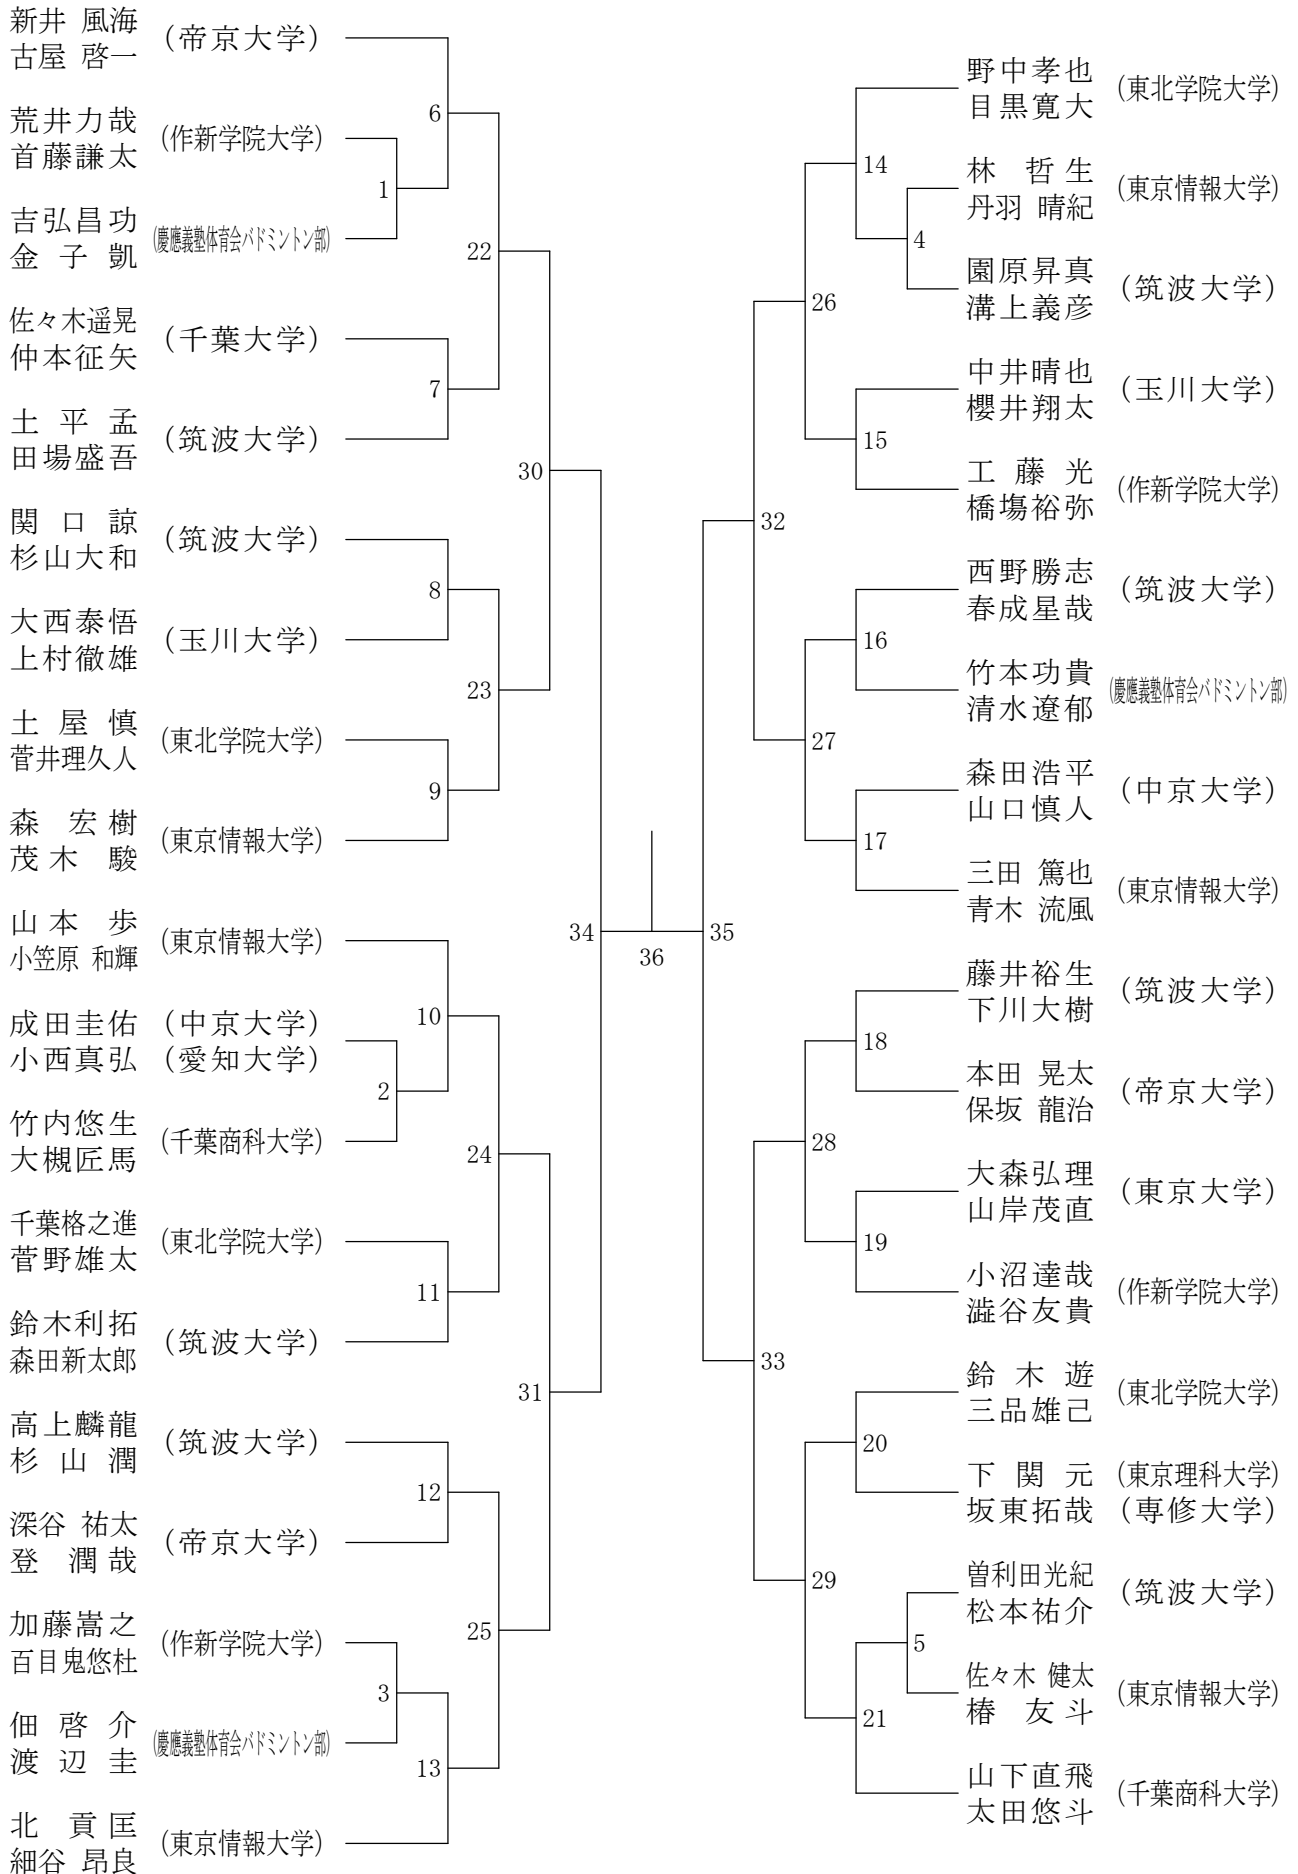 新井 風海
古屋 啓一
(帝京大学)
荒井力哉
首藤謙太
(作新学院大学)
吉弘昌功
金子凱
(慶應義塾体育会バドミントン部)
佐々木遥晃
仲本征矢
(千葉大学)
土平孟
田場盛吾
(筑波大学)
関口諒
杉山大和
(筑波大学)
大西泰悟
上村徹雄
(玉川大学)
土屋慎
菅井理久人
(東北学院大学)
森 宏樹
茂木 駿
(東京情報大学)
山本 歩
小笠原 和輝
(東京情報大学)
成田圭佑 (中京大学)
小西真弘 (愛知大学)
竹内悠生
大槻匠馬
(千葉商科大学)
千葉格之進
菅野雄太
(東北学院大学)
鈴木利拓
森田新太郎
(筑波大学)
高上麟龍
杉山潤
(筑波大学)
深谷 祐太
登 潤哉
(帝京大学)
加藤嵩之
百目鬼悠杜
(作新学院大学)
佃啓介
渡辺圭
(慶應義塾体育会バドミントン部)
北 貢匡
細谷 昂良
(東京情報大学)
6
1
22
7
30
8
23
9
34
10
2
24
11
31
12
25
3
13
36
35
14
4
26
15
32
16
27
17
18
28
19
33
20
29
5
21
野中孝也
目黒寛大
(東北学院大学)
林 哲生
丹羽 晴紀
(東京情報大学)
園原昇真
溝上義彦
(筑波大学)
中井晴也
櫻井翔太
(玉川大学)
工藤光
橋場裕弥
(作新学院大学)
西野勝志
春成星哉
(筑波大学)
竹本功貴
清水遼郁
(慶應義塾体育会バドミントン部)
森田浩平
山口慎人
(中京大学)
三田 篤也
青木 流風
(東京情報大学)
藤井裕生
下川大樹
(筑波大学)
本田 晃太
保坂 龍治
(帝京大学)
大森弘理
山岸茂直
(東京大学)
小沼達哉
澁谷友貴
(作新学院大学)
鈴木遊
三品雄己
(東北学院大学)
下関元 (東京理科大学)
坂東拓哉 (専修大学)
曽利田光紀
松本祐介
(筑波大学)
佐々木 健太
椿 友斗
(東京情報大学)
山下直飛
太田悠斗
(千葉商科大学)